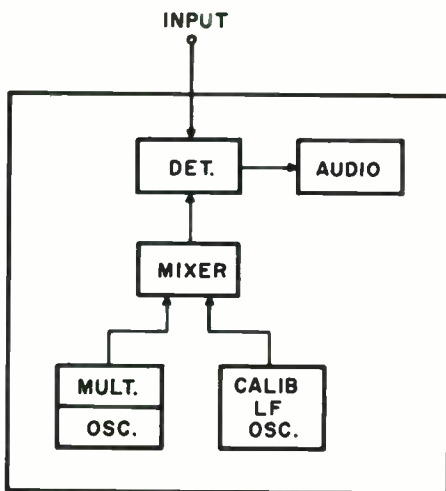 INPUT
DET.
AUDIO
MIXER
MULT.
OSC.
CALIB
LF
OSC.